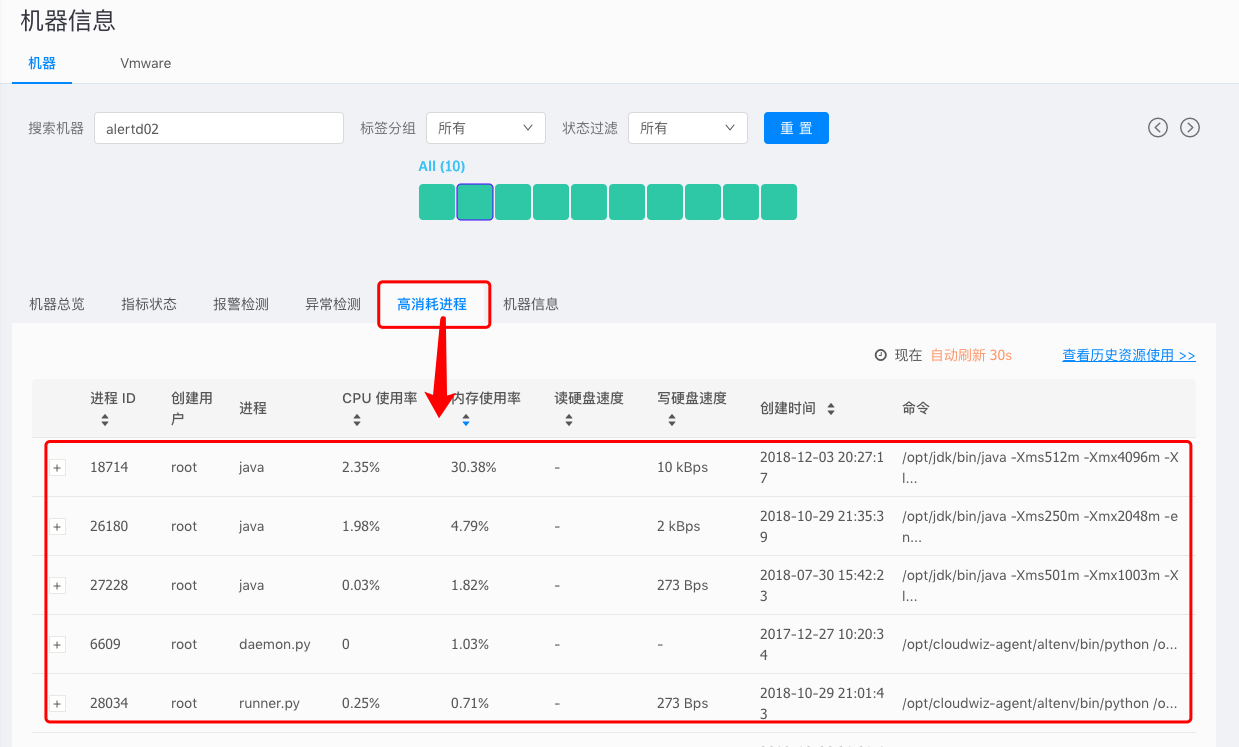 机器信息
机器 Vmware
搜索机器 alertd02 标签分组 所有 状态过滤 所有 重 置
All (10)
机器总览 指标状态 报警检测 异常检测 高消耗进程 机器信息
现在 自动刷新 30s 查看历史资源使用 >>
进程 ID 创建用户 进程 CPU 使用率 内存使用率 读硬盘速度 写硬盘速度 创建时间 命令
18714 root java 2.35% 30.38% - 10 kBps 2018-12-03 20:27:17 /opt/jdk/bin/java -Xms512m -Xmx4096m -Xl...
26180 root java 1.98% 4.79% - 2 kBps 2018-10-29 21:35:39 /opt/jdk/bin/java -Xms250m -Xmx2048m -en...
27228 root java 0.03% 1.82% - 273 Bps 2018-07-30 15:42:23 /opt/jdk/bin/java -Xms501m -Xmx1003m -Xl...
6609 root daemon.py 0 1.03% - - 2017-12-27 10:20:34 /opt/cloudwiz-agent/altenv/bin/python /o...
28034 root runner.py 0.25% 0.71% - 273 Bps 2018-10-29 21:01:43 /opt/cloudwiz-agent/altenv/bin/python /o...